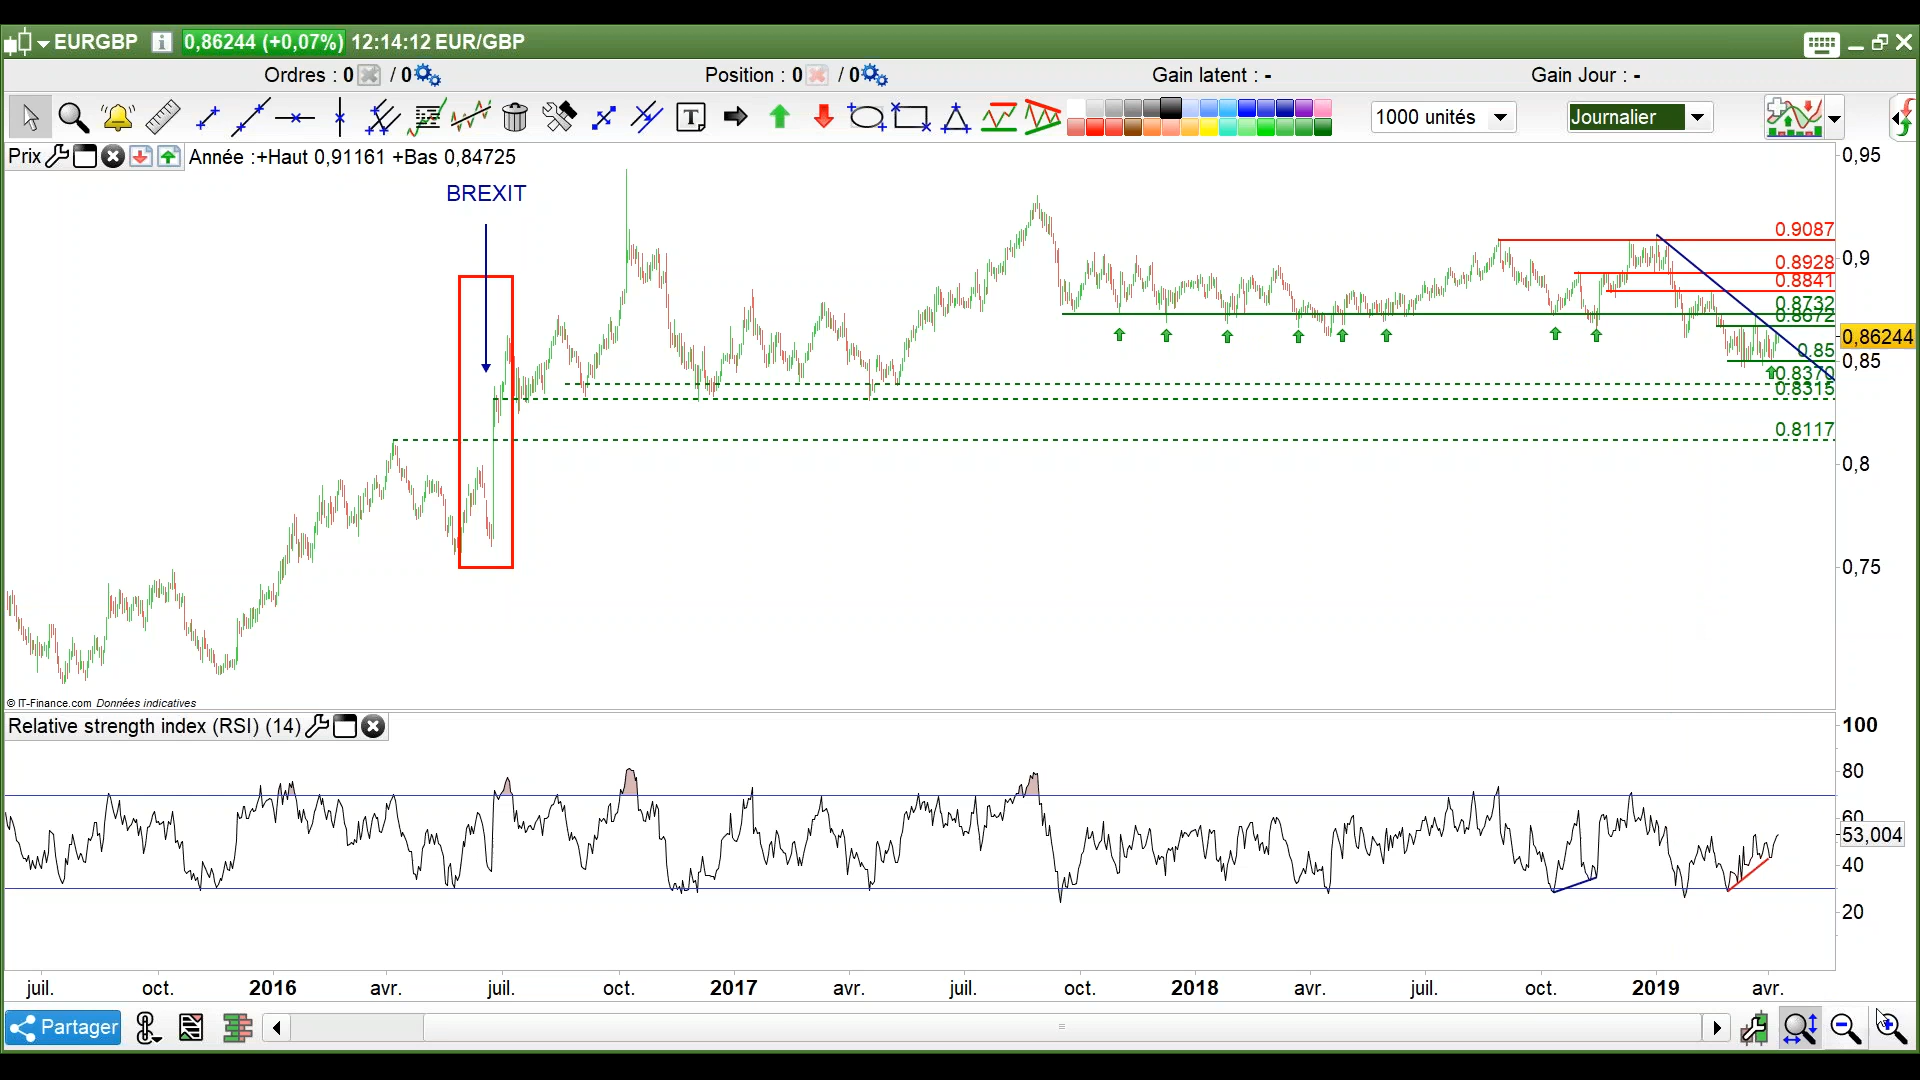 EURGBP 0,86244 (+0,07%) 12:14:12 EUR/GBP
Ordres : 0 / 0 Position : 0 / 0 Gain latent : - Gain Jour : -
T 1000 unités Journalier
Prix Année :+Haut 0,91161 +Bas 0,84725
BREXIT
0,95
0,9
0,86244
0,85
0,8
0,75
0.9087
0.8928
0.8841
0.8732
0.8672
0.85
0.8370
0.8315
0.8117
© IT-Finance.com Données indicatives
Relative strength index (RSI) (14)
100
80
60
53,004
40
20
juil. oct. 2016 avr. juil. oct. 2017 avr. juil. oct. 2018 avr. juil. oct. 2019 avr.
Partager